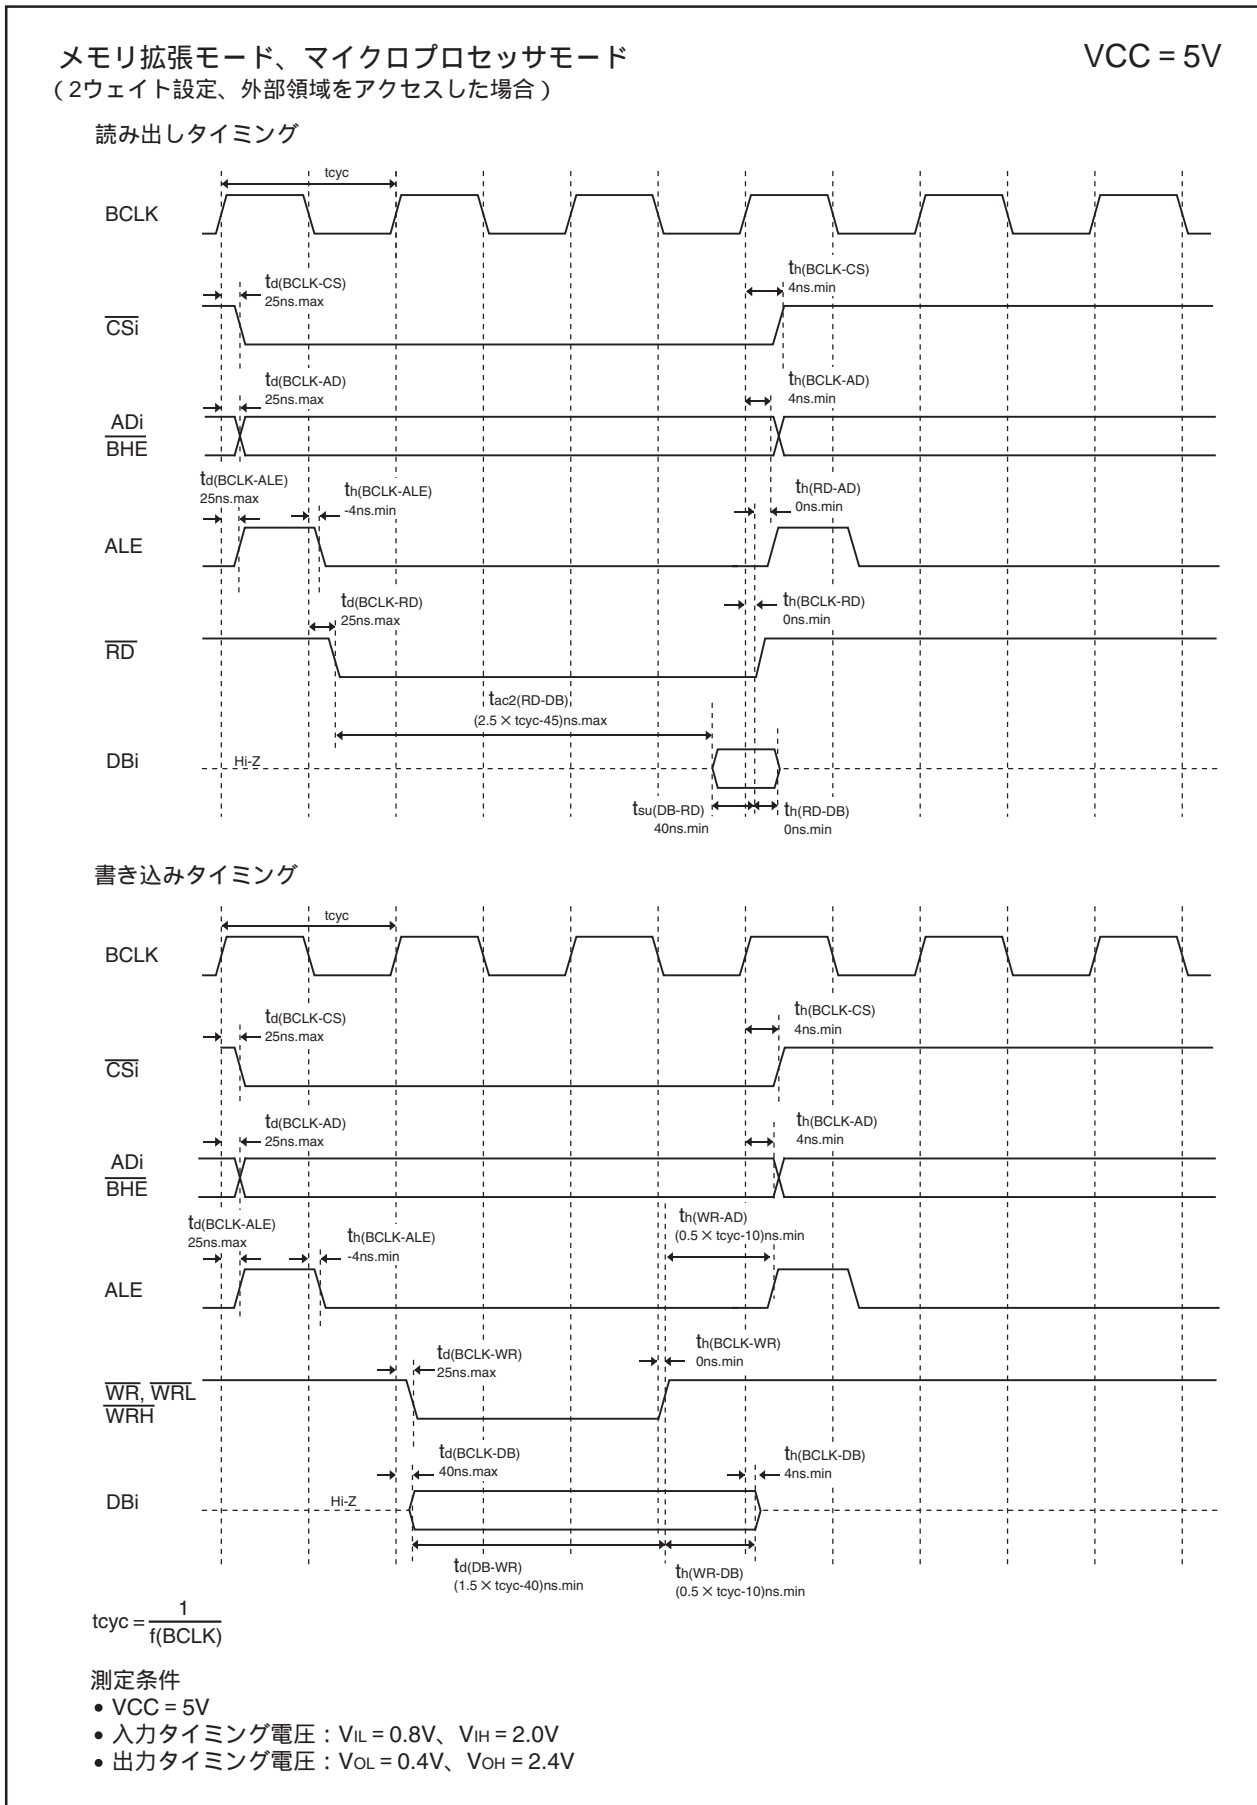 メモリ拡張モード、マイクロプロセッサモード
VCC = 5V
( 2ウェイト設定、外部領域をアクセスした場合 )
読み出しタイミング
tcyc
BCLK
td(BCLK-CS)
25ns.max
th(BCLK-CS)
4ns.min
CSi
td(BCLK-AD)
25ns.max
th(BCLK-AD)
4ns.min
ADi
BHE
td(BCLK-ALE)
25ns.max
th(BCLK-ALE)
-4ns.min
th(RD-AD)
0ns.min
ALE
td(BCLK-RD)
25ns.max
th(BCLK-RD)
0ns.min
RD
tac2(RD-DB)
(2.5 × tcyc-45)ns.max
DBi
Hi-Z
tsu(DB-RD)
40ns.min
th(RD-DB)
0ns.min
書き込みタイミング
tcyc
BCLK
td(BCLK-CS)
25ns.max
th(BCLK-CS)
4ns.min
CSi
td(BCLK-AD)
25ns.max
th(BCLK-AD)
4ns.min
ADi
BHE
td(BCLK-ALE)
25ns.max
th(BCLK-ALE)
-4ns.min
th(WR-AD)
(0.5 × tcyc-10)ns.min
ALE
td(BCLK-WR)
25ns.max
th(BCLK-WR)
0ns.min
WR, WRL
WRH
td(BCLK-DB)
40ns.max
th(BCLK-DB)
4ns.min
DBi
Hi-Z
td(DB-WR)
(1.5 × tcyc-40)ns.min
th(WR-DB)
(0.5 × tcyc-10)ns.min
tcyc = 1
f(BCLK)
測定条件
• VCC = 5V
• 入力タイミング電圧 : VIL = 0.8V、VIH = 2.0V
• 出力タイミング電圧 : VOL = 0.4V、VOH = 2.4V